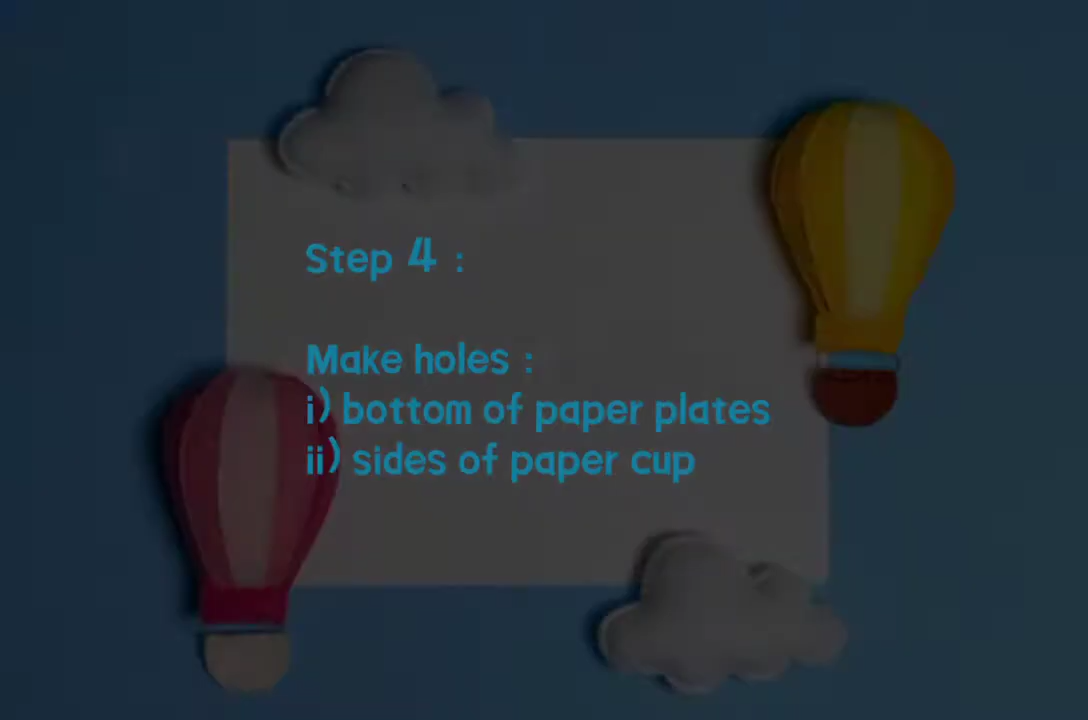 Step 4 :
Make holes :
i) bottom of paper plates
ii) sides of paper cup